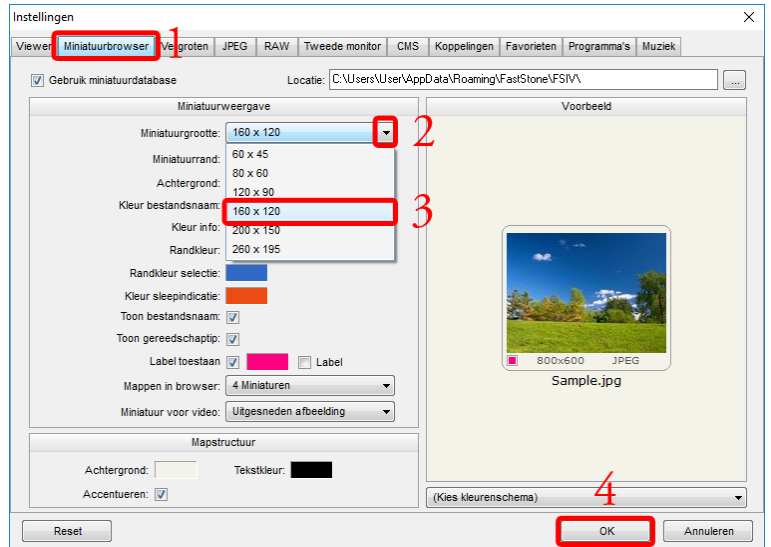 Instellingen
1
Viewer Miniatuurbrowser Vergroten JPEG RAW Tweede monitor CMS Koppelingen Favorieten Programma's Muziek
Gebruik miniatuurdatabase Locatie: C:\Users\User\AppData\Roaming\FastStone\FSIV\ ...
Miniatuurweergave
Miniatuurgrootte: 160 x 120 2
60 x 45
Miniatuurrand:
80 x 60
Achtergrond:
120 x 90
Kleur bestandsnaam:
160 x 120 3
Kleur info:
200 x 150
Randkleur:
260 x 195
Randkleur selectie:
Kleur sleepindicatie:
Toon bestandsnaam:
Toon gereedschaptip:
Label toestaan Label
Mappen in browser: 4 Miniaturen
Miniatuur voor video: Uitgesneden afbeelding
Mapstructuur
Achtergrond: Tekstkleur:
Accentueren:
Voorbeeld
800x600 JPEG
Sample.jpg
(Kies kleurenschema)
4
Reset OK Annuleren